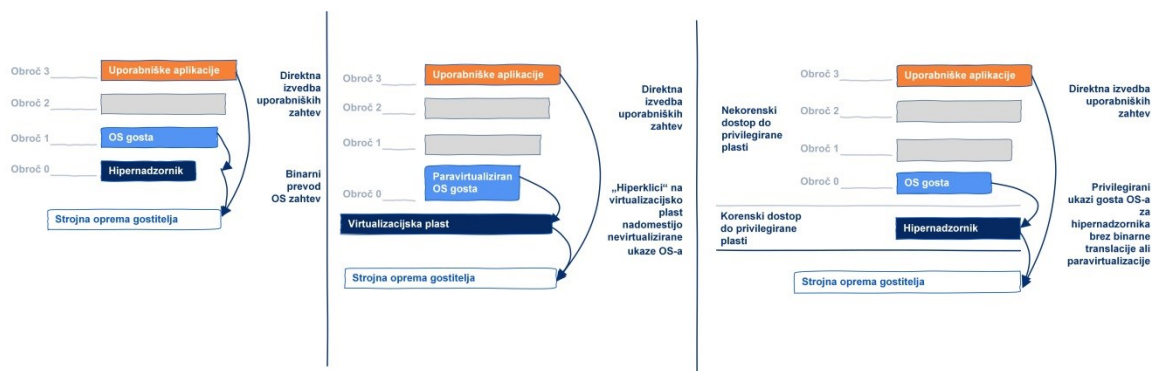 Obroč 3
Uporabniške aplikacije
Obroč 2
Obroč 1
OS gosta
Obroč 0
Hipernadzornik
Strojna oprema gostitelja
Direktna
izvedba
uporabniških
zahtev
Binarni
prevod
OS zahtev
Obroč 3
Uporabniške aplikacije
Obroč 2
Obroč 1
Obroč 0
Paravirtualiziran
OS gosta
Virtualizacijska plast
Strojna oprema gostitelja
Direktna
izvedba
uporabniških
zahtev
„Hiperklici“ na
virtualizacijsko
plast
nadomestijo
nevirtualizirane
ukaze OS-a
Nekorenski
dostop do
privilegirane
plasti
Obroč 3
Uporabniške aplikacije
Obroč 2
Obroč 1
Obroč 0
OS gosta
Korenski dostop
do privilegirane
plasti
Hipernadzornik
Strojna oprema gostitelja
Direktna
izvedba
uporabniških
zahtev
Privilegirani
ukazi gosta OS-a
za
hipernadzornika
brez binarne
translacije ali
paravirtualizacije